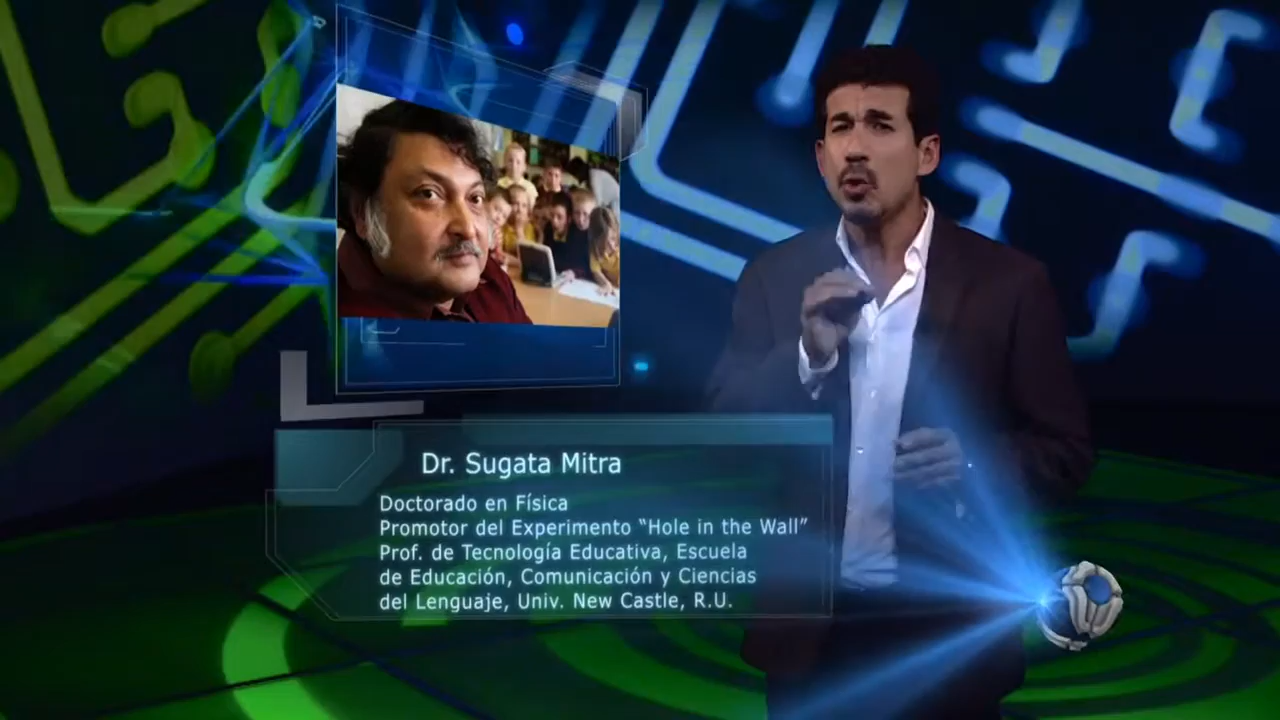 Dr. Sugata Mitra
Doctorado en Física
Promotor del Experimento “Hole in the Wall”
Prof. de Tecnología Educativa, Escuela
de Educación, Comunicación y Ciencias
del Lenguaje, Univ. New Castle, R.U.